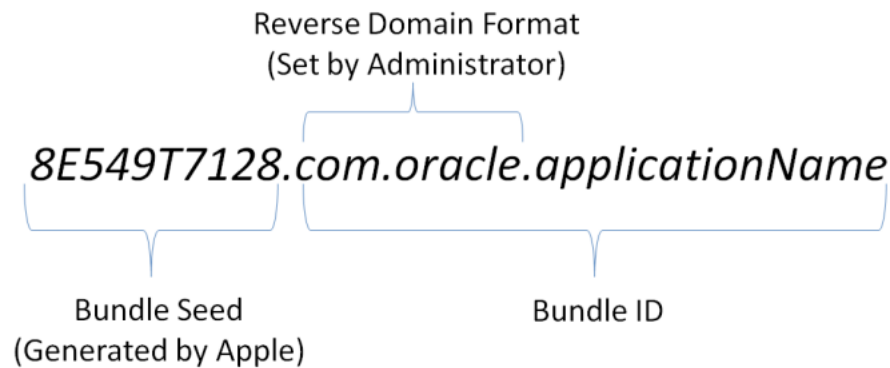 Reverse Domain Format
(Set by Administrator)
8E549T7128.com.oracle.applicationName
Bundle Seed
(Generated by Apple)
Bundle ID